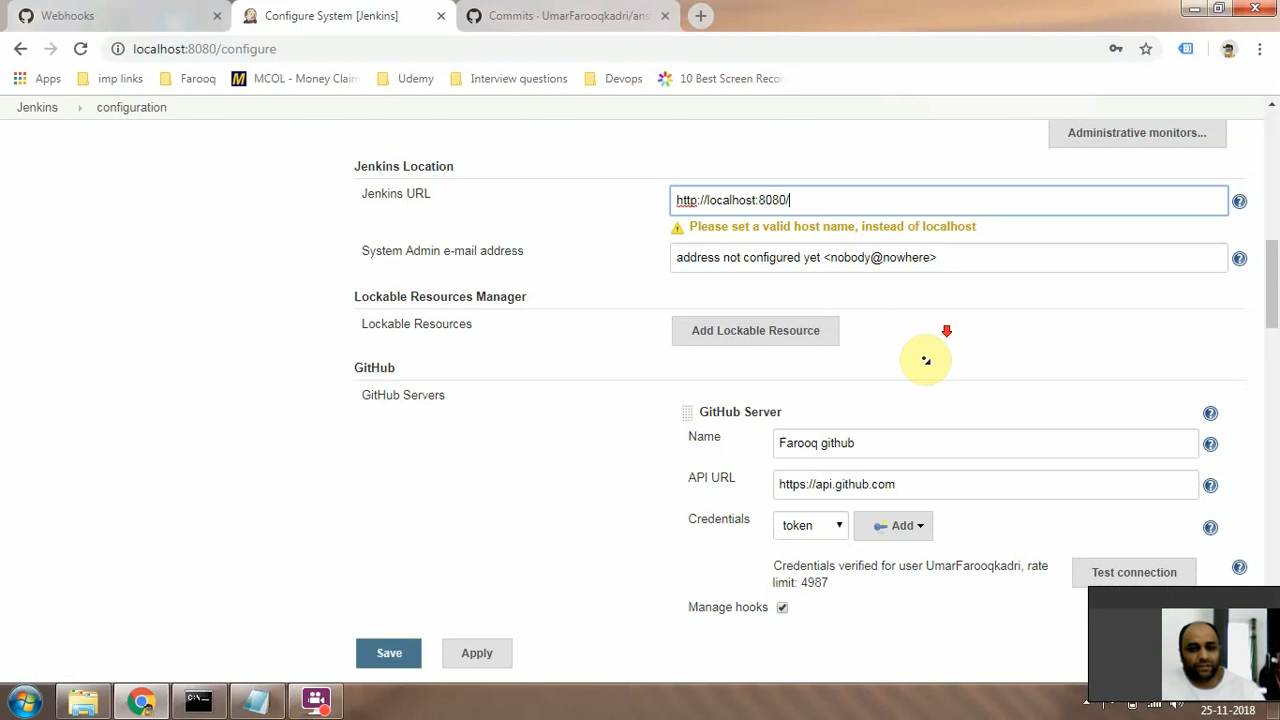 Webhooks
Configure System [Jenkins]
Commits · UmarFarooqkadri/ans
localhost:8080/configure
Apps
imp links
Farooq
M
MCOL - Money Clai
Udemy
Interview questions
Devops
10 Best Screen Reco
Jenkins
configuration
Administrative monitors...
Jenkins Location
Jenkins URL
http://localhost:8080/
Please set a valid host name, instead of localhost
System Admin e-mail address
address not configured yet <nobody@nowhere>
Lockable Resources Manager
Lockable Resources
Add Lockable Resource
GitHub
GitHub Servers
GitHub Server
Name
Farooq github
API URL
https://api.github.com
Credentials
token
Add
Credentials verified for user UmarFarooqkadri, rate
limit: 4987
Test connection
Manage hooks
Save
Apply
25-11-2018